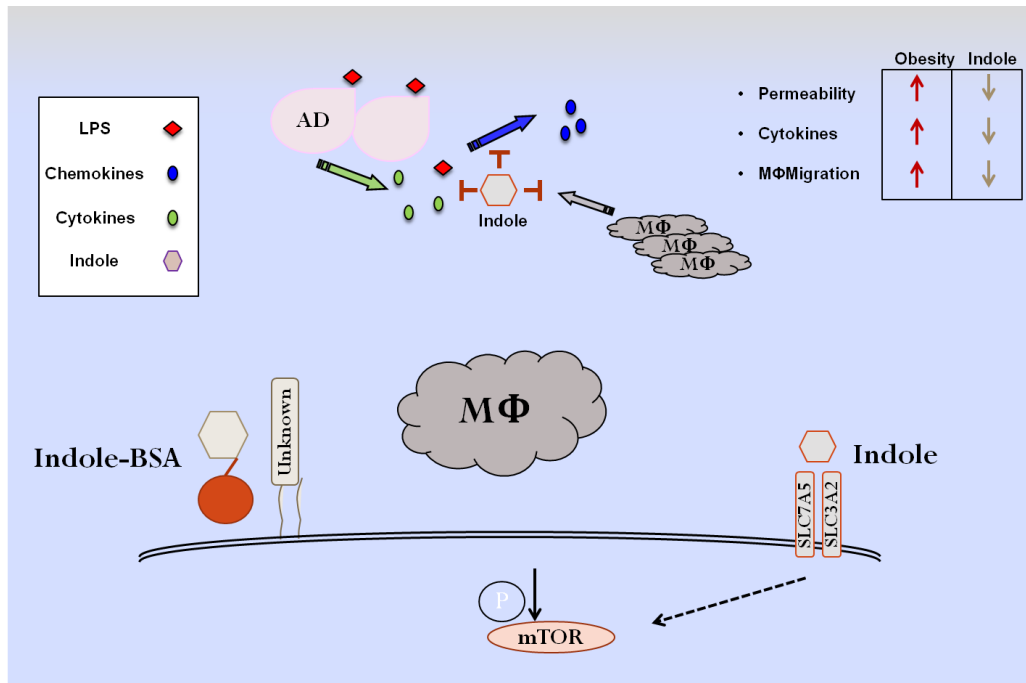 Obesity Indole
• Permeability
• Cytokines
• MΦMigration
LPS
Chemokines
Cytokines
Indole
AD
Indole
MΦ
MΦ
MΦ
MΦ
Indole-BSA
Unknown
Indole
SLC7A5
SLC3A2
P
mTOR